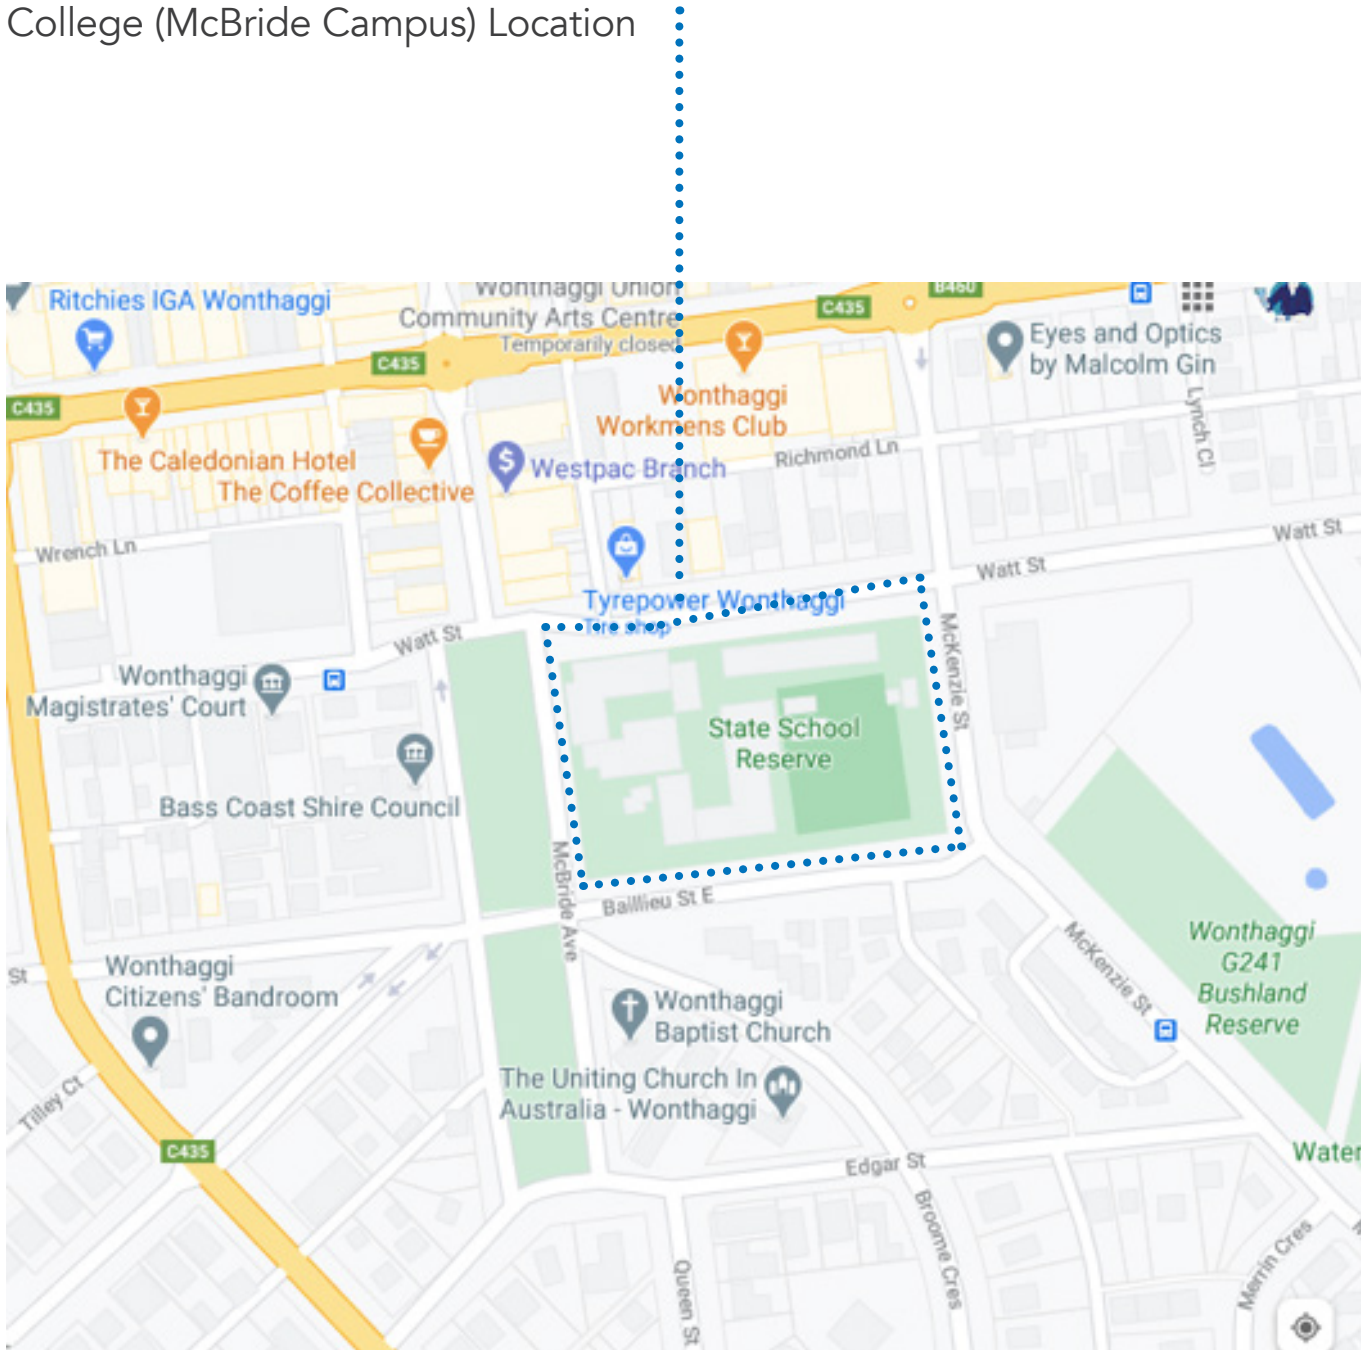 College (McBride Campus) Location
Ritchies IGA Wonthaggi
Wonthaggi Union
Community Arts Centre
Temporarily closed
C435
B460
Eyes and Optics
by Malcolm Gin
C435
C435
Wonthaggi
Workmens Club
Lynch Cl
The Caledonian Hotel
The Coffee Collective
Westpac Branch
Richmond Ln
Wrench Ln
Watt St
Watt St
Tyrepower Wonthaggi
Tire shop
Watt St
McKenzie St
Wonthaggi
Magistrates' Court
State School
Reserve
Bass Coast Shire Council
McBride Ave
Baillieu St E
St
Wonthaggi
Citizens' Bandroom
McKenzie St
Wonthaggi
G241
Bushland
Reserve
Wonthaggi
Baptist Church
The Uniting Church In
Australia - Wonthaggi
Tilley Ct
C435
Edgar St
Water
Broome Cres
Queen St
Merrin Cres